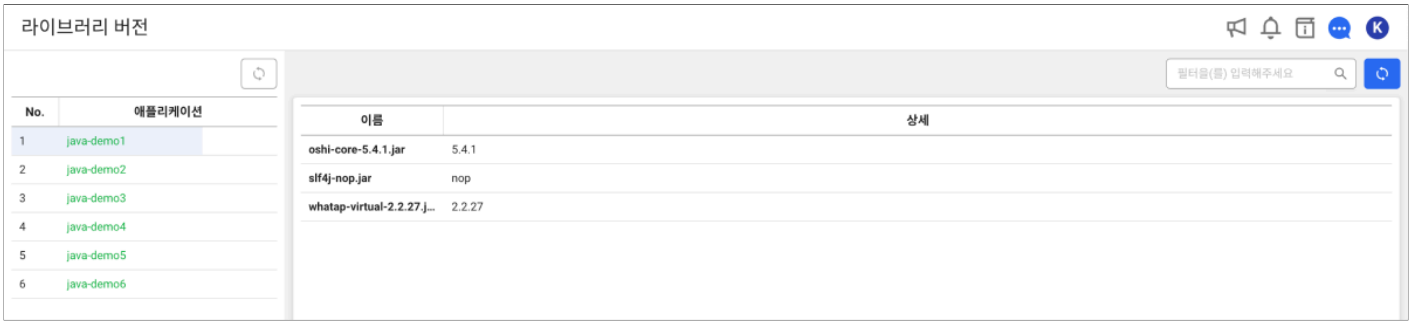 라이브러리 버전
K
필터을(를) 입력해주세요
No. 애플리케이션
1 java-demo1
2 java-demo2
3 java-demo3
4 java-demo4
5 java-demo5
6 java-demo6
이름 상세
oshi-core-5.4.1.jar 5.4.1
slf4j-nop.jar nop
whatap-virtual-2.2.27.j... 2.2.27